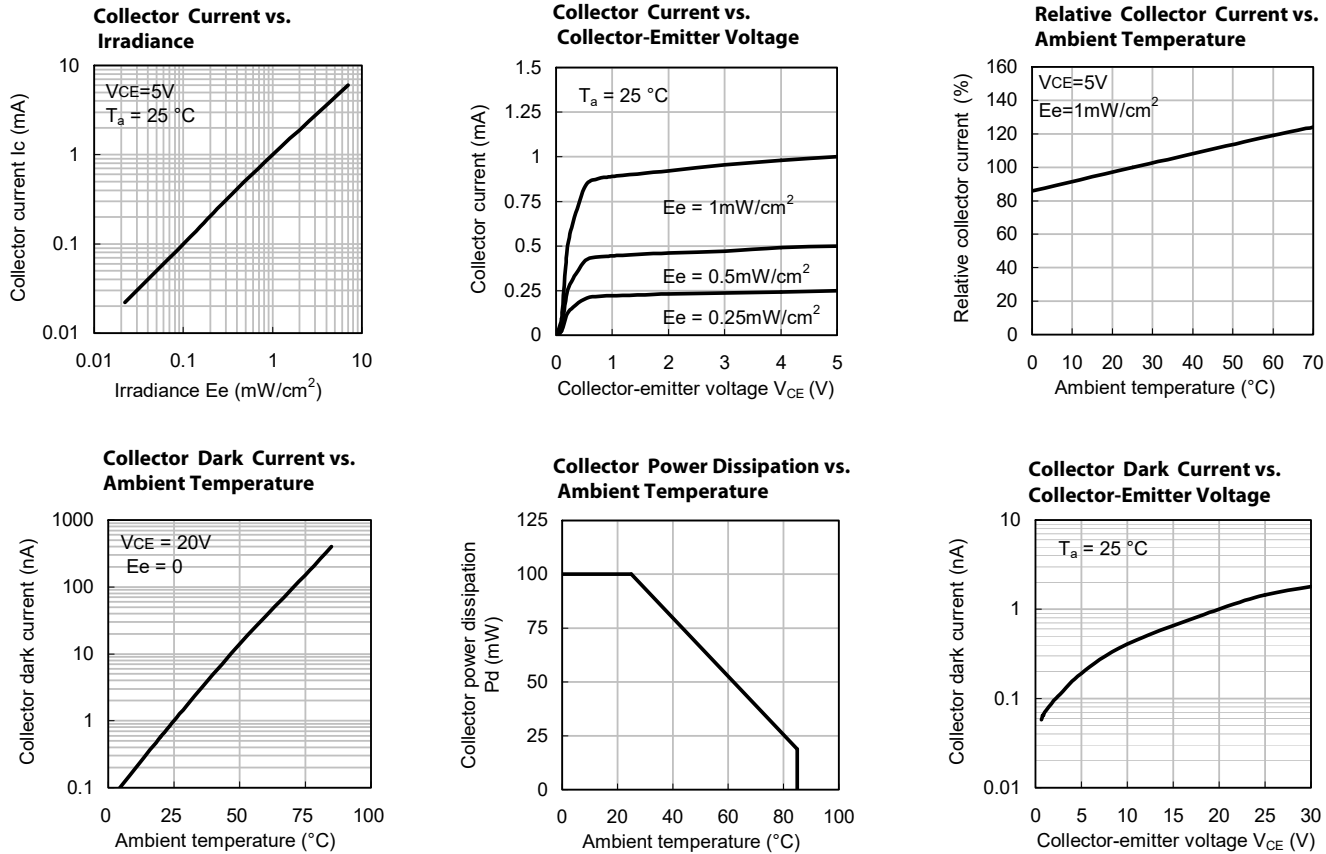 Collector Current vs.
Irradiance
10
1
0.1
0.01
Collector current Ic (mA)
VCE=5V
Ta = 25 °C
0.01 0.1 1 10
Irradiance Ee (mW/cm²)
Collector Current vs.
Collector-Emitter Voltage
1.5
1.25
1
0.75
0.5
0.25
0
Collector current (mA)
Ta = 25 °C
Ee = 1mW/cm²
Ee = 0.5mW/cm²
Ee = 0.25mW/cm²
0 1 2 3 4 5
Collector-emitter voltage VCE (V)
Relative Collector Current vs.
Ambient Temperature
160
140
120
100
80
60
40
20
0
Relative collector current (%)
VCE=5V
Ee=1mW/cm²
0 10 20 30 40 50 60 70
Ambient temperature (°C)
Collector Dark Current vs.
Ambient Temperature
1000
100
10
1
0.1
Collector dark current (nA)
VCE = 20V
Ee = 0
0 25 50 75 100
Ambient temperature (°C)
Collector Power Dissipation vs.
Ambient Temperature
125
100
75
50
25
0
Collector power dissipation
Pd (mW)
0 20 40 60 80 100
Ambient temperature (°C)
Collector Dark Current vs.
Collector-Emitter Voltage
10
1
0.1
0.01
Collector dark current (nA)
Ta = 25 °C
0 5 10 15 20 25 30
Collector-emitter voltage VCE (V)